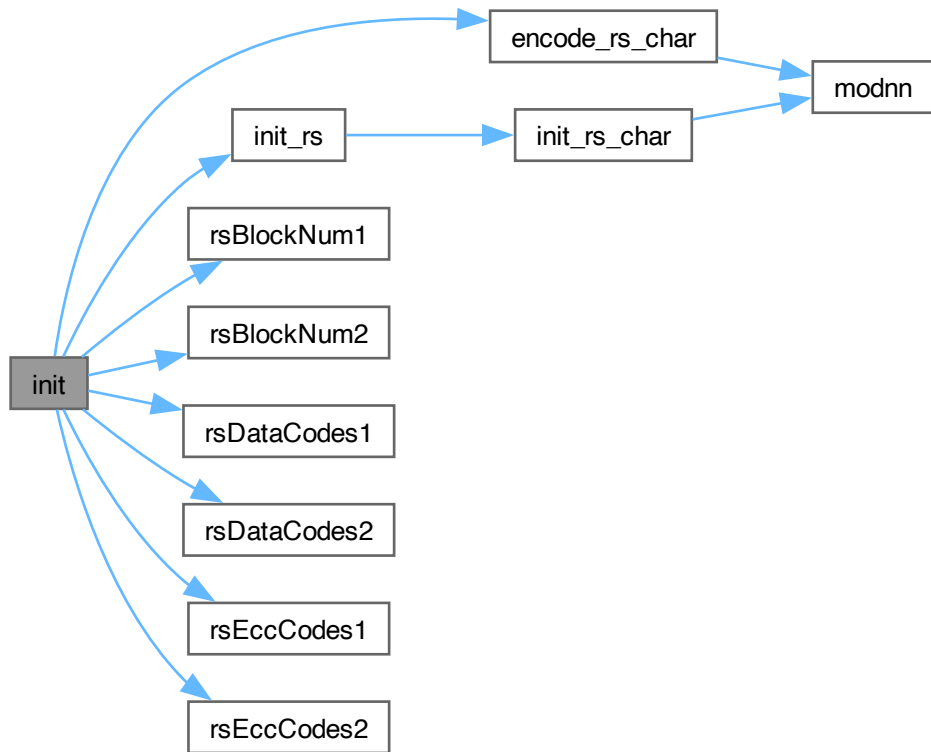 encode_rs_char
modnn
init_rs
init_rs_char
rsBlockNum1
rsBlockNum2
init
rsDataCodes1
rsDataCodes2
rsEccCodes1
rsEccCodes2